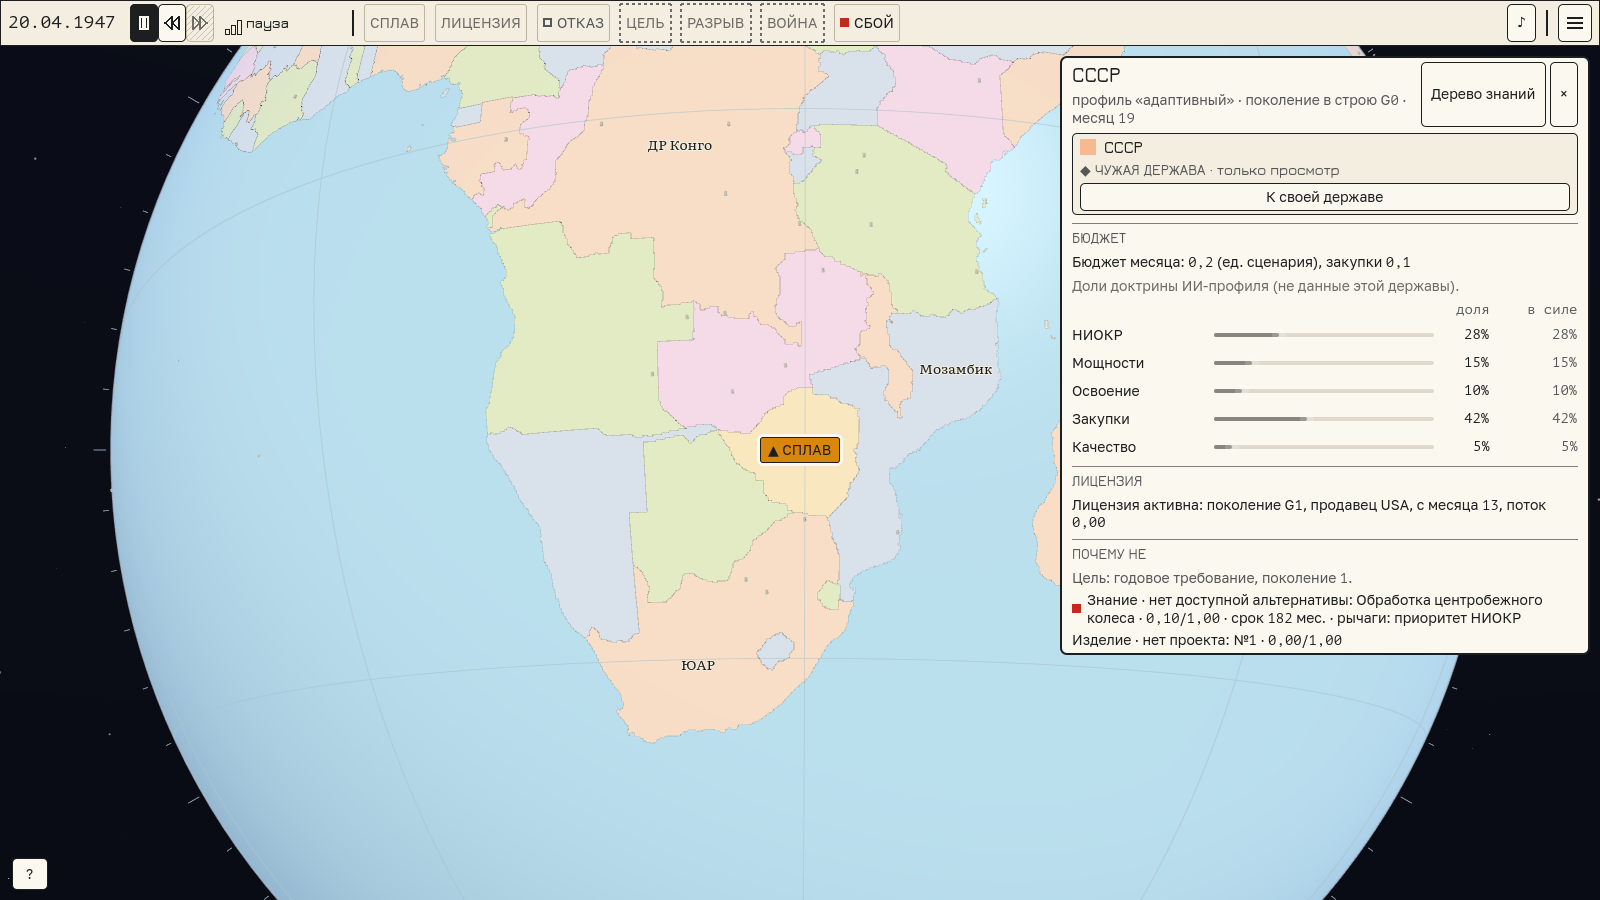 20.04.1947
пауза
СПЛАВ
ЛИЦЕНЗИЯ
ОТКАЗ
ЦЕЛЬ
РАЗРЫВ
ВОЙНА
СБОЙ
♪
ДР Конго
Мозамбик
▲ СПЛАВ
ЮАР
?
СССР
профиль «адаптивный» · поколение в строю G0 ·
месяц 19
Дерево знаний
×
СССР
◆ ЧУЖАЯ ДЕРЖАВА · только просмотр
К своей державе
БЮДЖЕТ
Бюджет месяца: 0,2 (ед. сценария), закупки 0,1
Доли доктрины ИИ-профиля (не данные этой державы).
доля в силе
НИОКР 28% 28%
Мощности 15% 15%
Освоение 10% 10%
Закупки 42% 42%
Качество 5% 5%
ЛИЦЕНЗИЯ
Лицензия активна: поколение G1, продавец USA, с месяца 13, поток
0,00
ПОЧЕМУ НЕ
Цель: годовое требование, поколение 1.
Знание · нет доступной альтернативы: Обработка центробежного
колеса · 0,10/1,00 · срок 182 мес. · рычаги: приоритет НИОКР
Изделие · нет проекта: №1 · 0,00/1,00